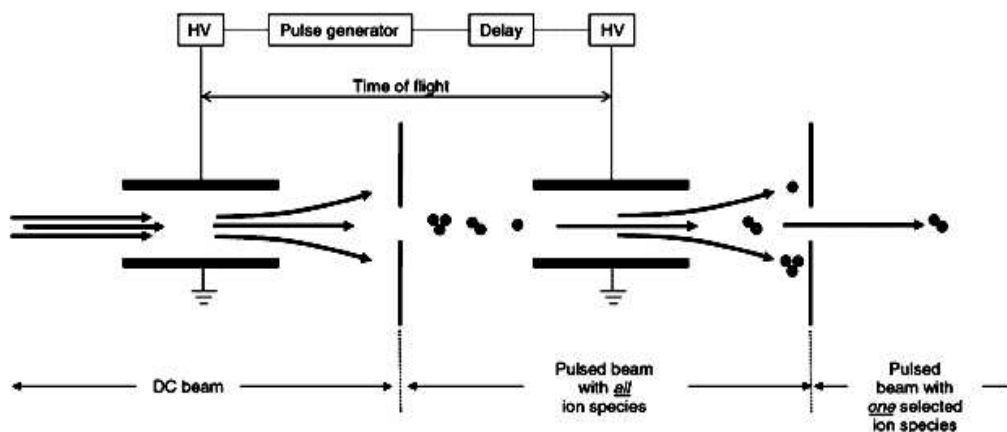 HV
Pulse generator
Delay
HV
Time of flight
DC beam
Pulsed beam
with all
ion species
Pulsed
beam with
one selected
ion species